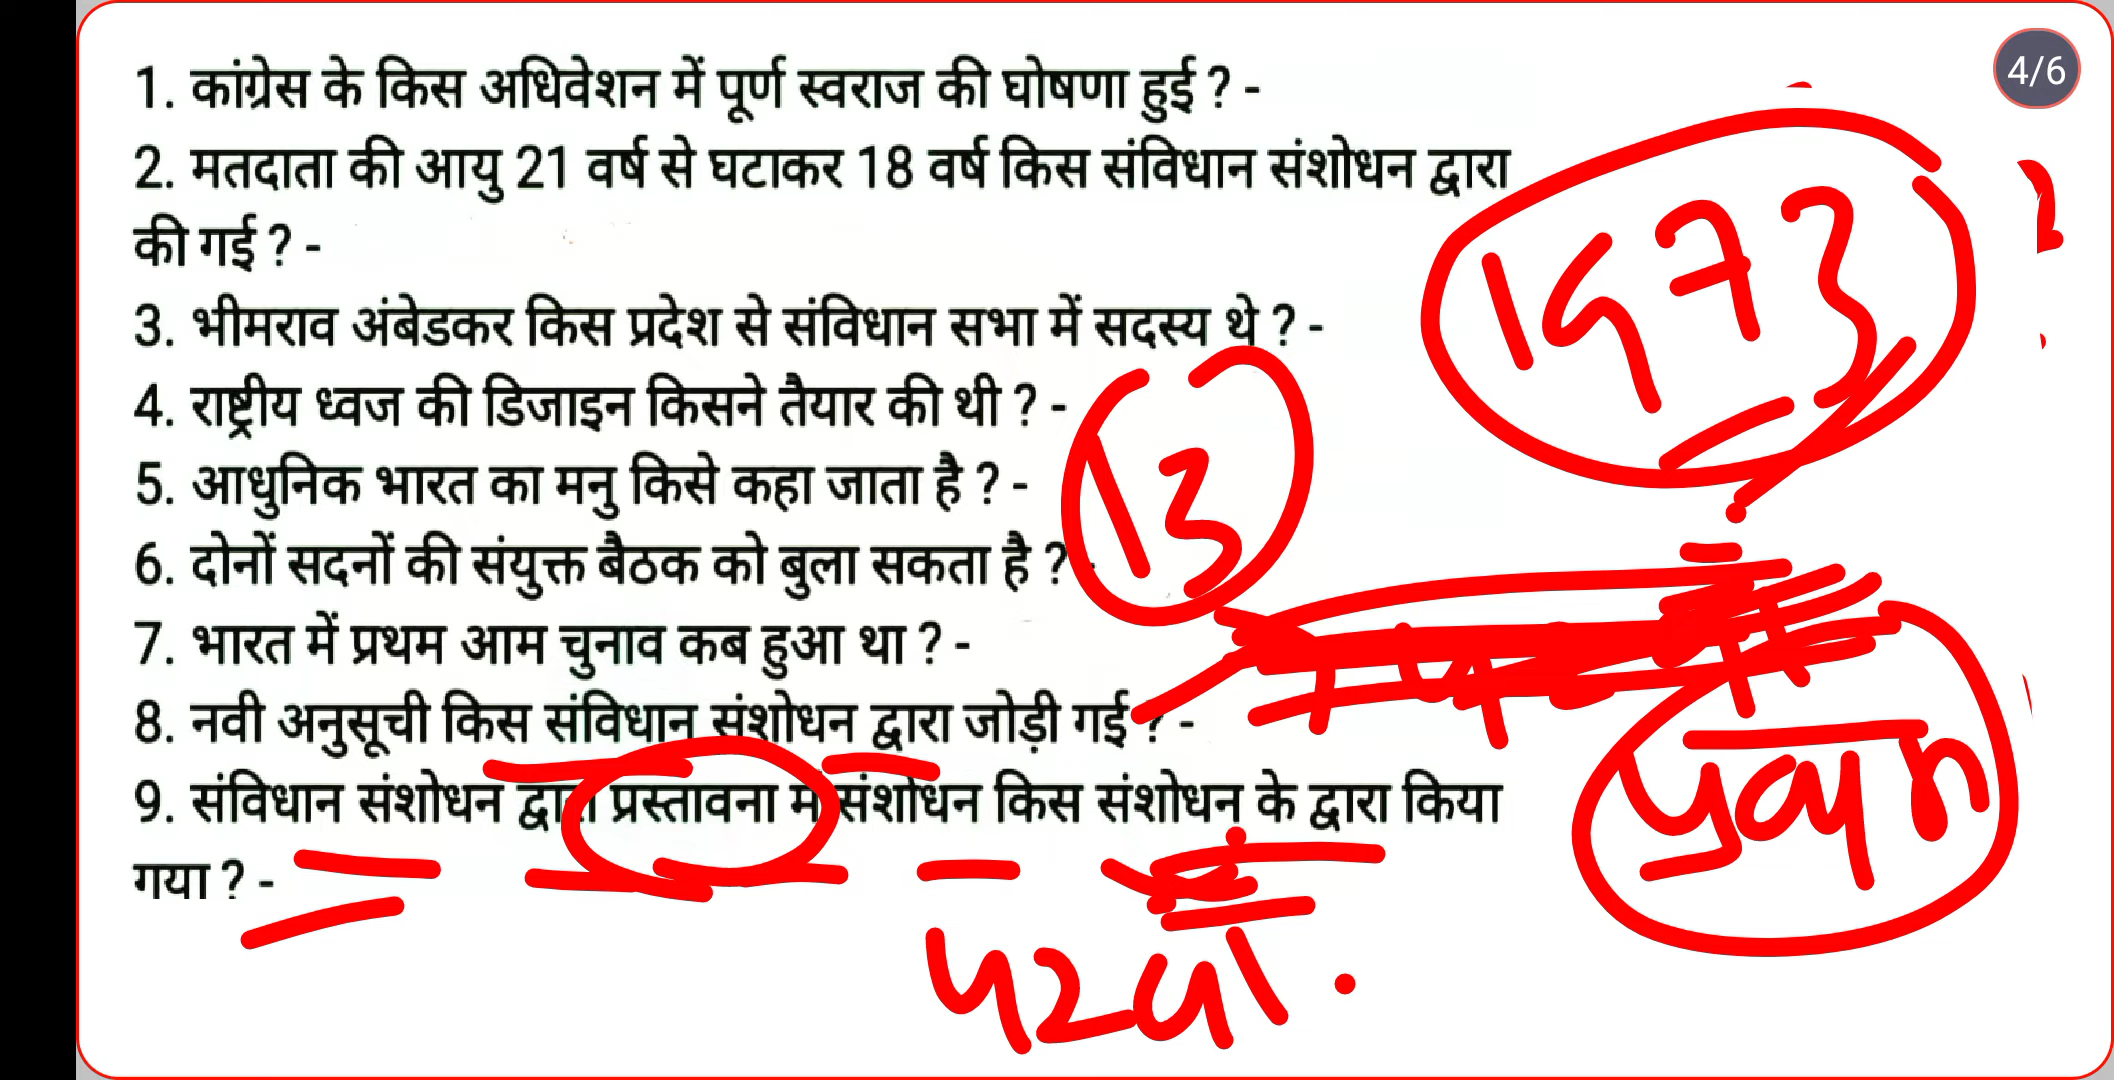 4/6
1. कांग्रेस के किस अधिवेशन में पूर्ण स्वराज की घोषणा हुई ? -
2. मतदाता की आयु 21 वर्ष से घटाकर 18 वर्ष किस संविधान संशोधन द्वारा
की गई ? -
3. भीमराव अंबेडकर किस प्रदेश से संविधान सभा में सदस्य थे ? -
4. राष्ट्रीय ध्वज की डिजाइन किसने तैयार की थी ? -
5. आधुनिक भारत का मनु किसे कहा जाता है ? -
6. दोनों सदनों की संयुक्त बैठक को बुला सकता है ?
7. भारत में प्रथम आम चुनाव कब हुआ था ? -
8. नवी अनुसूची किस संविधान संशोधन द्वारा जोड़ी गई ? -
9. संविधान संशोधन द्वारा प्रस्तावना में संशोधन किस संशोधन के द्वारा किया
गया ? -
1973
13
42वां